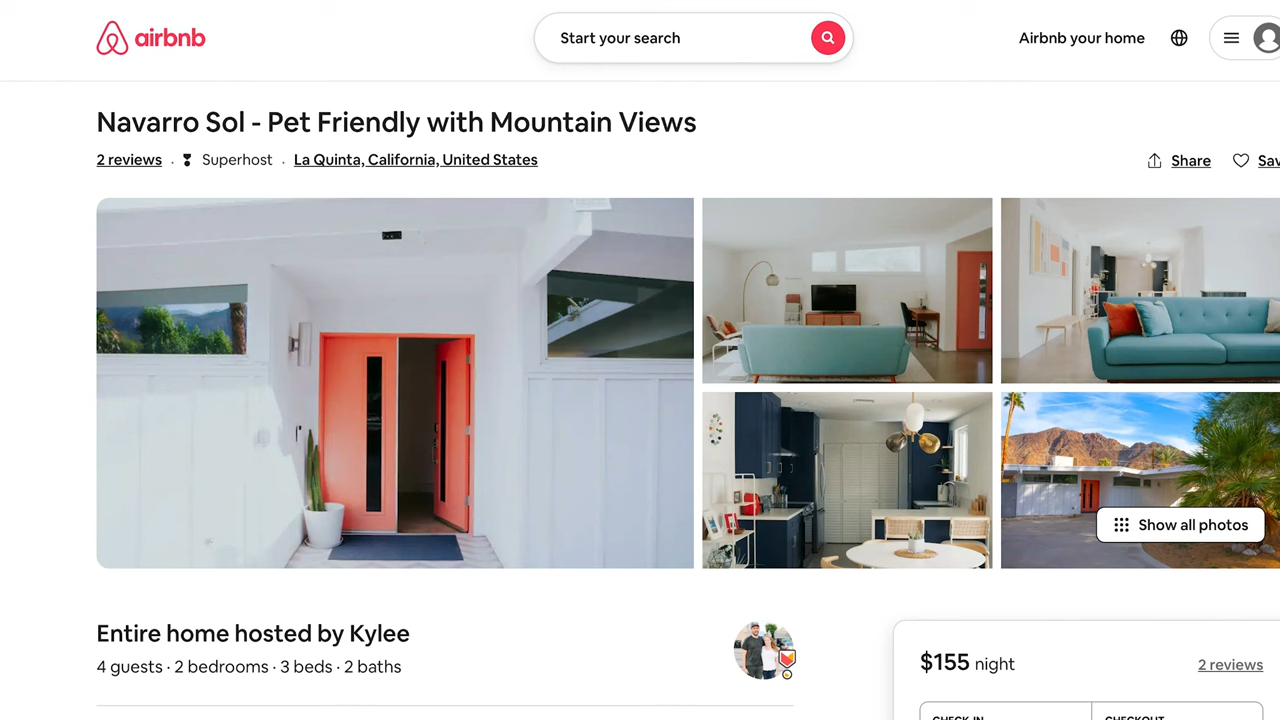 airbnb
Start your search
Airbnb your home
Navarro Sol - Pet Friendly with Mountain Views
2 reviews · Superhost · La Quinta, California, United States
Share
Show all photos
Entire home hosted by Kylee
4 guests · 2 bedrooms · 3 beds · 2 baths
$155 night
2 reviews
CHECK-IN
CHECKOUT